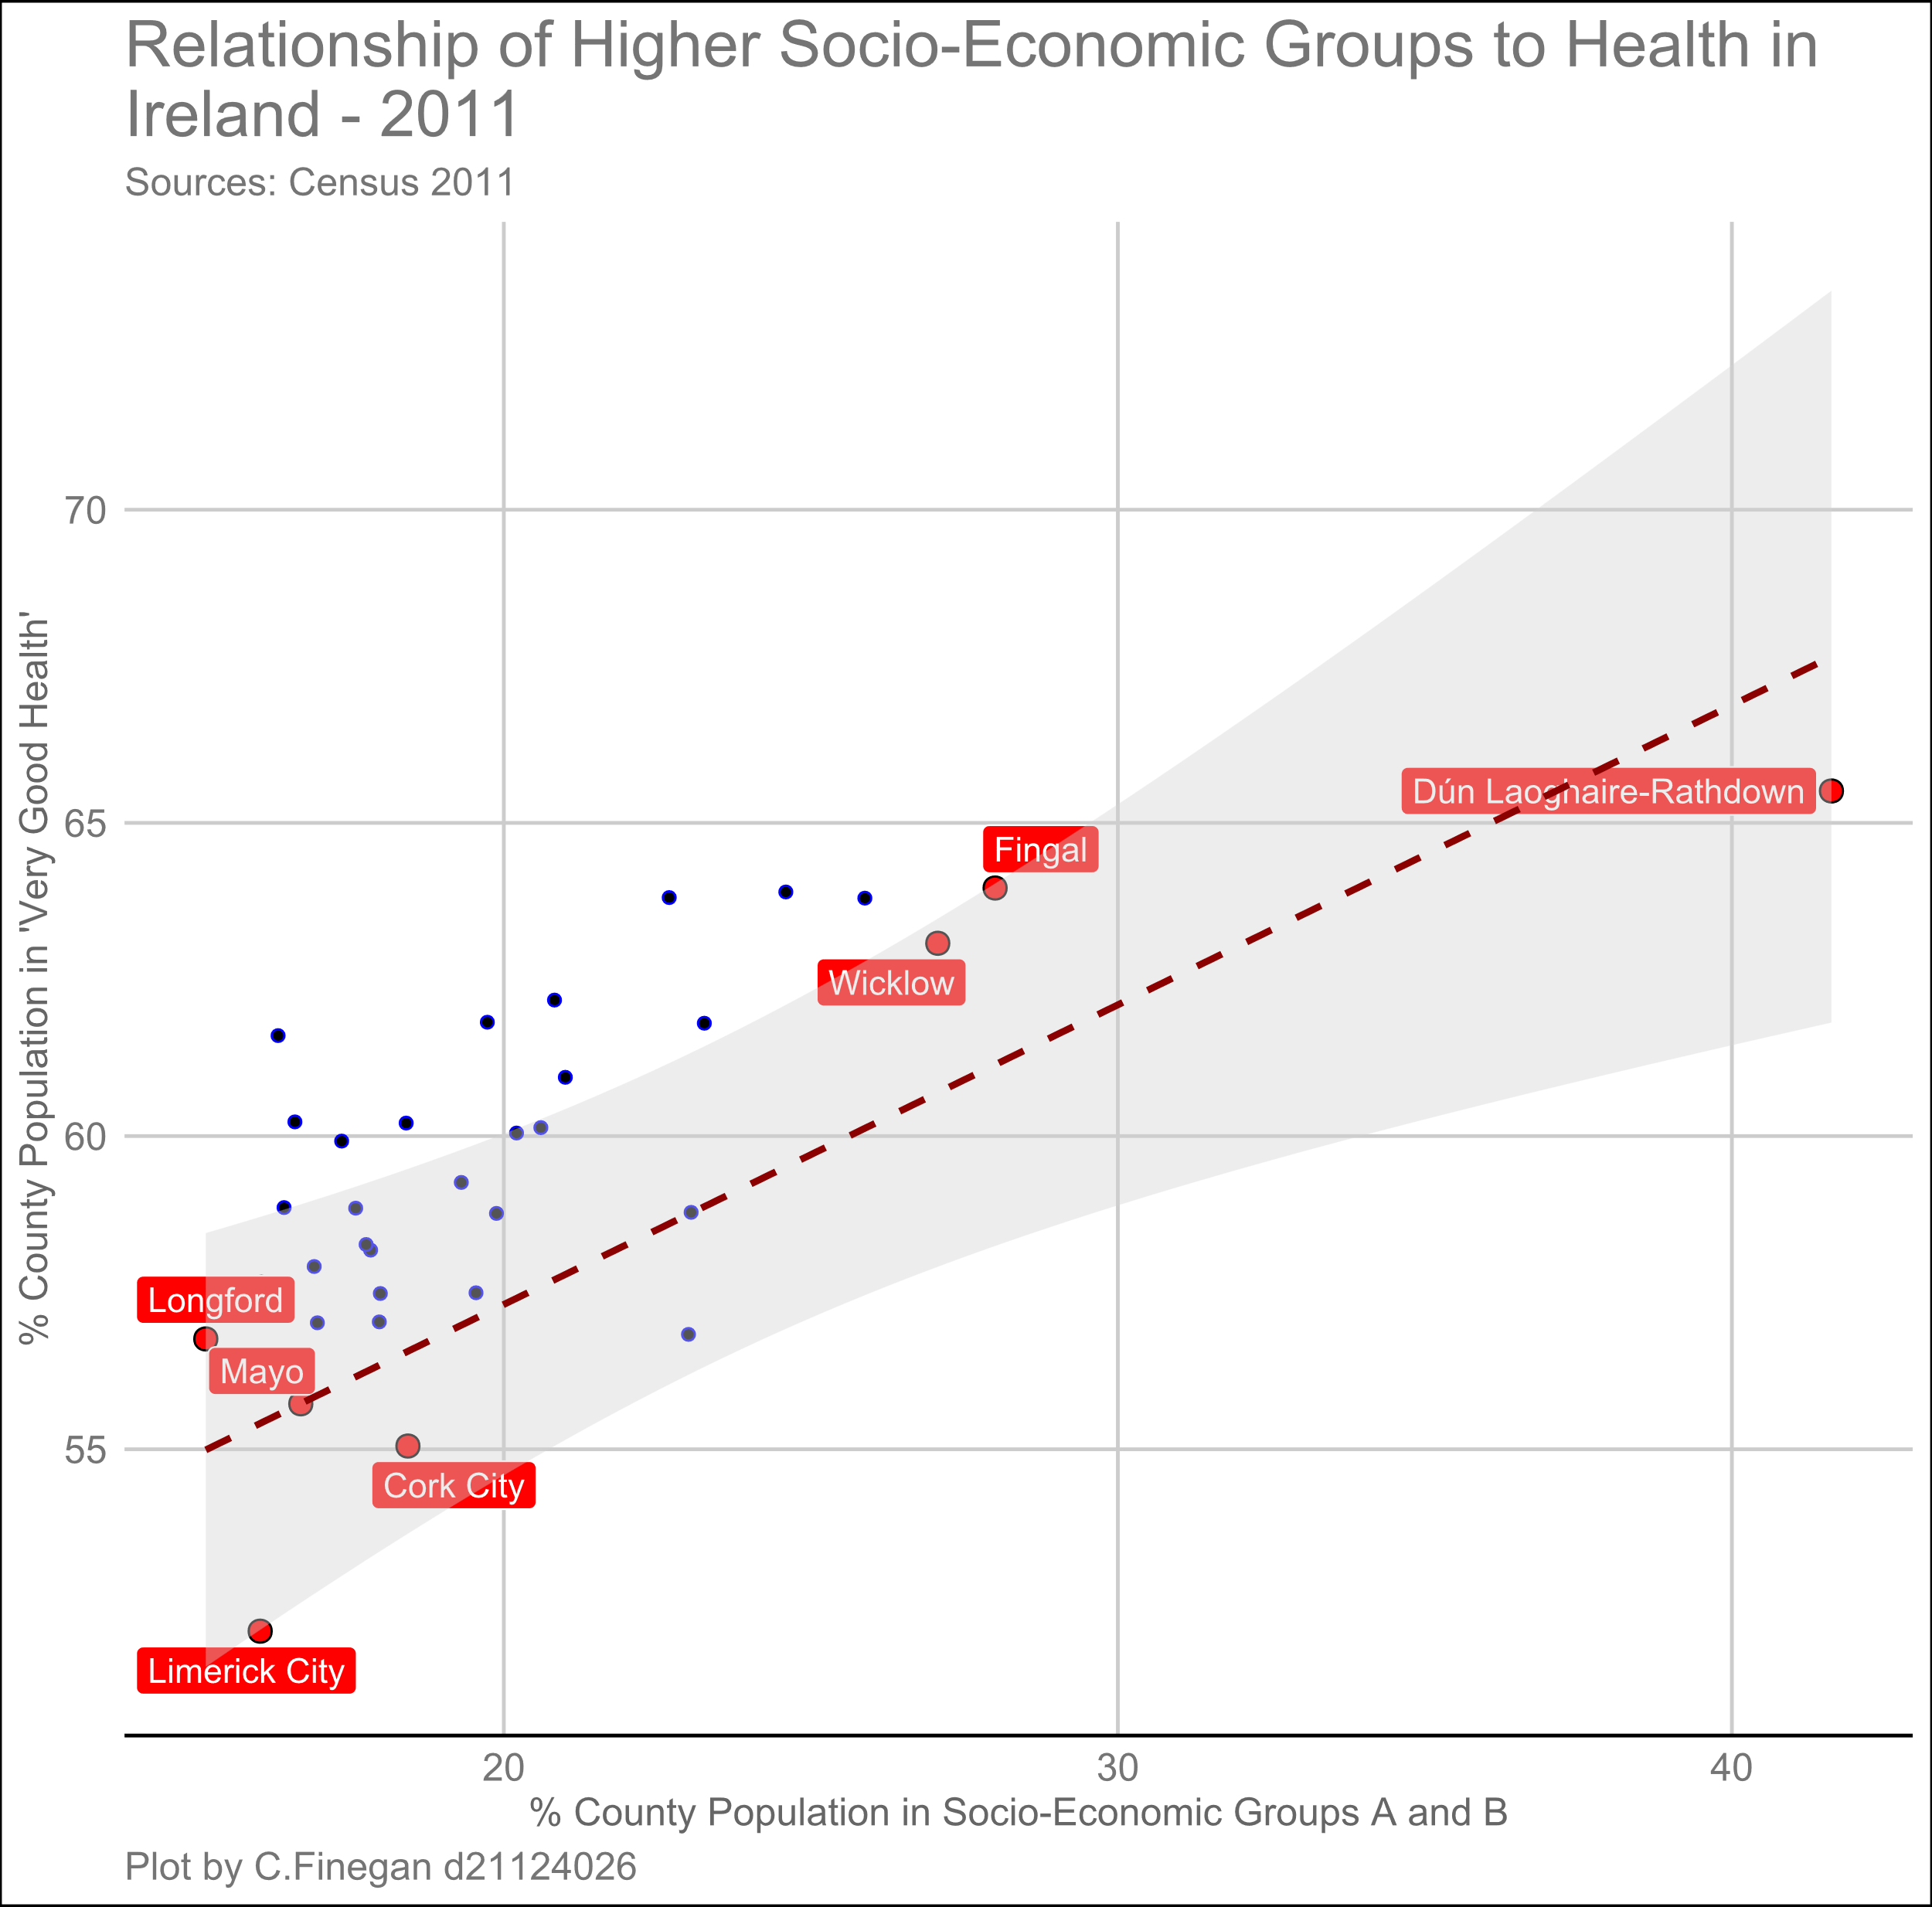 Relationship of Higher Socio-Economic Groups to Health in
Ireland - 2011
Sources: Census 2011
% County Population in 'Very Good Health'
70
65
60
55
Dún Laoghaire-Rathdown
Fingal
Wicklow
Longford
Mayo
Cork City
Limerick City
20
30
40
% County Population in Socio-Economic Groups A and B
Plot by C.Finegan d21124026